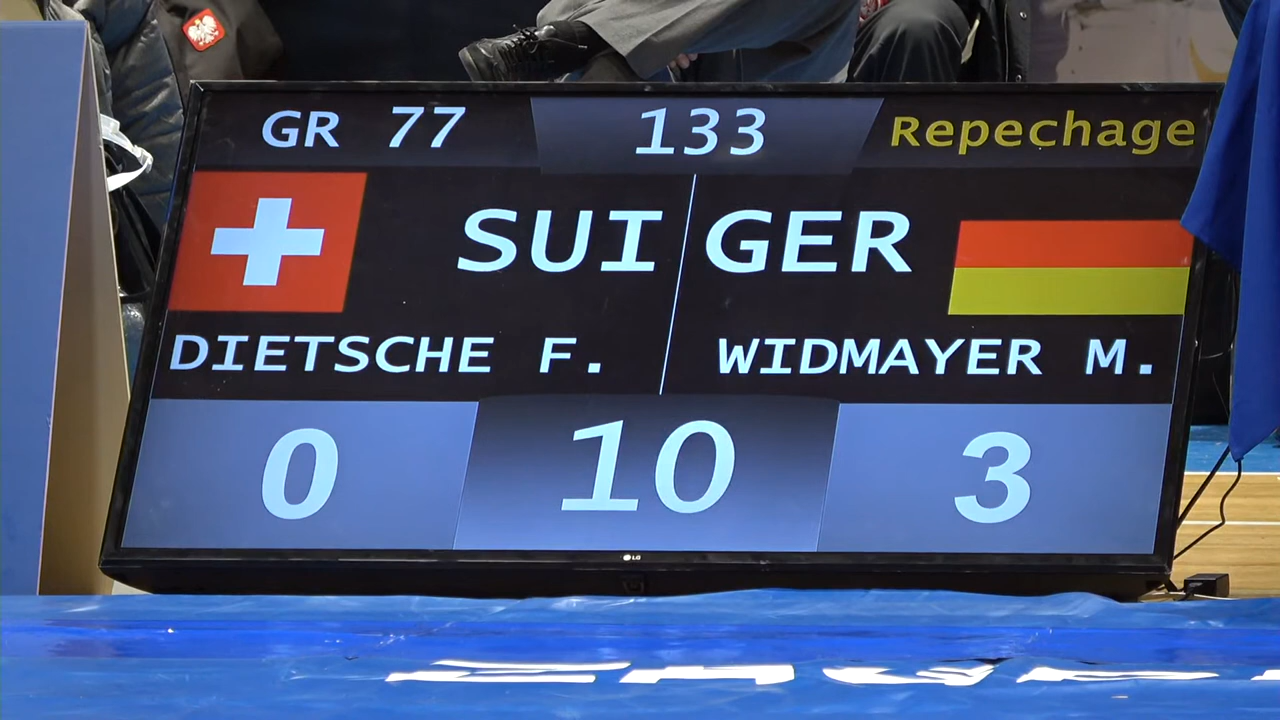 GR 77 133 Repechage
SUI GER
DIETSCHE F. WIDMAYER M.
0 10 3
LG